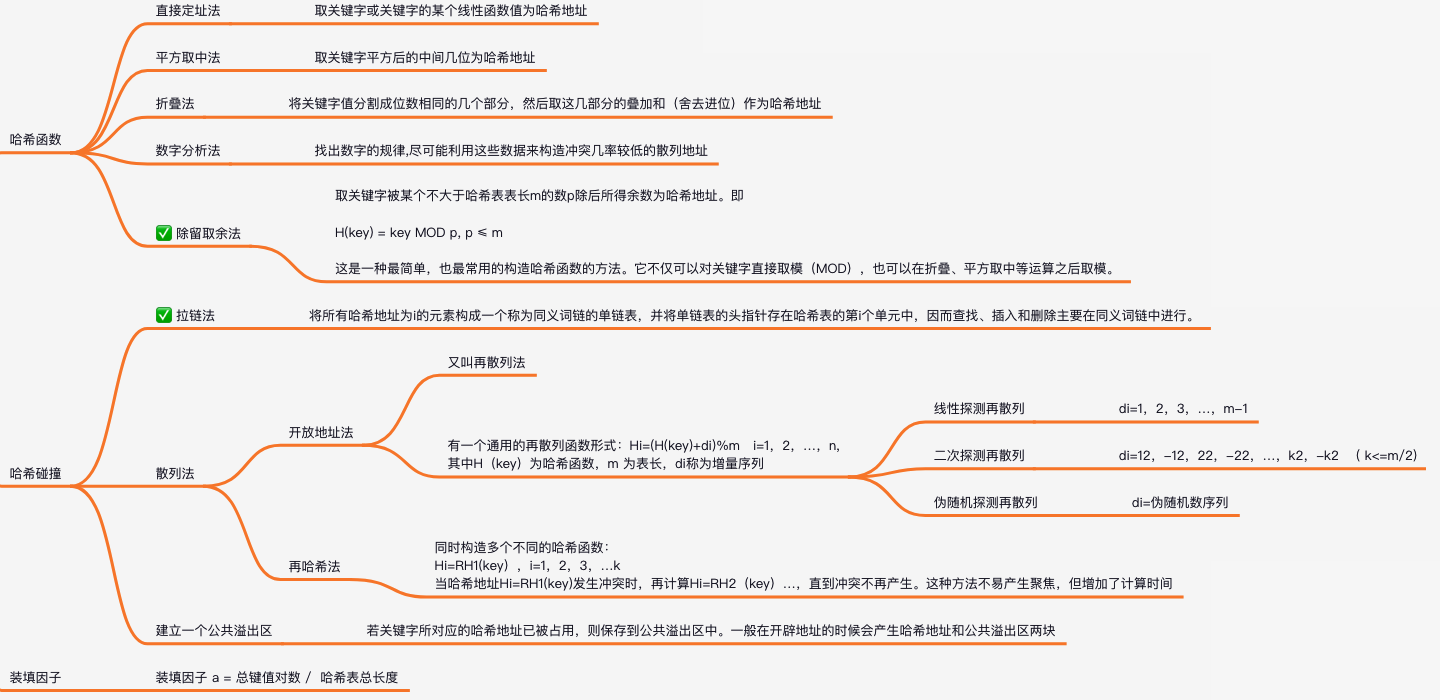 直接定址法
取关键字或关键字的某个线性函数值为哈希地址
平方取中法
取关键字平方后的中间几位为哈希地址
折叠法
将关键字值分割成位数相同的几个部分，然后取这几部分的叠加和（舍去进位）作为哈希地址
哈希函数
数字分析法
找出数字的规律,尽可能利用这些数据来构造冲突几率较低的散列地址
✅ 除留取余法
取关键字被某个不大于哈希表表长m的数p除后所得余数为哈希地址。即
H(key) = key MOD p, p ≤ m
这是一种最简单，也最常用的构造哈希函数的方法。它不仅可以对关键字直接取模（MOD），也可以在折叠、平方取中等运算之后取模。
✅ 拉链法
将所有哈希地址为i的元素构成一个称为同义词链的单链表，并将单链表的头指针存在哈希表的第i个单元中，因而查找、插入和删除主要在同义词链中进行。
哈希碰撞
散列法
开放地址法
又叫再散列法
有一个通用的再散列函数形式：Hi=(H(key)+di)%m i=1，2，…，n,
其中H（key）为哈希函数，m 为表长，di称为增量序列
线性探测再散列
di=1，2，3，…，m-1
二次探测再散列
di=12，-12，22，-22，…，k2，-k2 （ k<=m/2)
伪随机探测再散列
di=伪随机数序列
再哈希法
同时构造多个不同的哈希函数：
Hi=RH1(key），i=1，2，3，…k
当哈希地址Hi=RH1(key)发生冲突时，再计算Hi=RH2（key）…，直到冲突不再产生。这种方法不易产生聚焦，但增加了计算时间
建立一个公共溢出区
若关键字所对应的哈希地址已被占用，则保存到公共溢出区中。一般在开辟地址的时候会产生哈希地址和公共溢出区两块
装填因子
装填因子 a = 总键值对数 / 哈希表总长度